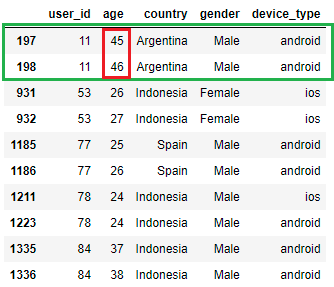 user_id age country gender device_type
197 11 45 Argentina Male android
198 11 46 Argentina Male android
931 53 26 Indonesia Female ios
932 53 27 Indonesia Female ios
1185 77 25 Spain Male android
1186 77 26 Spain Male android
1211 78 24 Indonesia Male ios
1223 78 24 Indonesia Male android
1335 84 37 Indonesia Male android
1336 84 38 Indonesia Male android